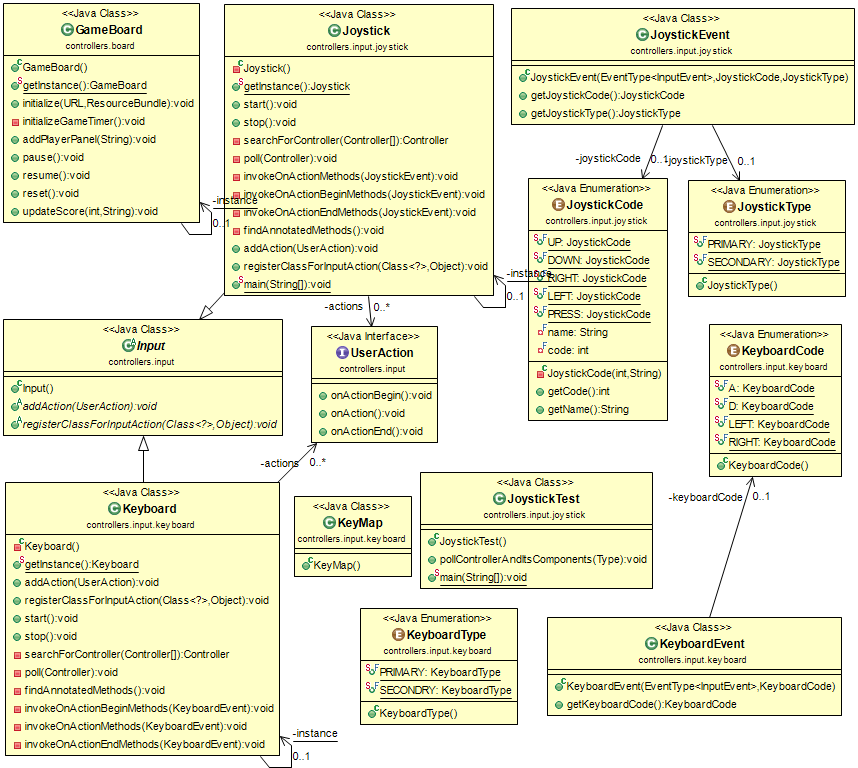 <<Java Class>>
GameBoard
controllers.board
GameBoard()
getInstance():GameBoard
initialize(URL,ResourceBundle):void
initializeGameTimer():void
addPlayerPanel(String):void
pause():void
resume():void
reset():void
updateScore(int,String):void
-instance
0..1
<<Java Class>>
Joystick
controllers.input.joystick
Joystick()
getInstance():Joystick
start():void
stop():void
searchForController(Controller[]):Controller
poll(Controller):void
invokeOnActionMethods(JoystickEvent):void
invokeOnActionBeginMethods(JoystickEvent):void
invokeOnActionEndMethods(JoystickEvent):void
findAnnotatedMethods():void
addAction(UserAction):void
registerClassForInputAction(Class<?>,Object):void
main(String[]):void
-instance
0..1
-actions 0..*
<<Java Class>>
JoystickEvent
controllers.input.joystick
JoystickEvent(EventType<InputEvent>,JoystickCode,JoystickType)
getJoystickCode():JoystickCode
getJoystickType():JoystickType
-joystickCode 0..1
-joystickType 0..1
<<Java Enumeration>>
JoystickCode
controllers.input.joystick
UP: JoystickCode
DOWN: JoystickCode
RIGHT: JoystickCode
LEFT: JoystickCode
PRESS: JoystickCode
name: String
code: int
JoystickCode(int,String)
getCode():int
getName():String
<<Java Enumeration>>
JoystickType
controllers.input.joystick
PRIMARY: JoystickType
SECONDARY: JoystickType
JoystickType()
<<Java Class>>
Input
controllers.input
Input()
addAction(UserAction):void
registerClassForInputAction(Class<?>,Object):void
<<Java Interface>>
UserAction
controllers.input
onActionBegin():void
onAction():void
onActionEnd():void
-actions 0..*
<<Java Enumeration>>
KeyboardCode
controllers.input.keyboard
A: KeyboardCode
D: KeyboardCode
LEFT: KeyboardCode
RIGHT: KeyboardCode
KeyboardCode()
-keyboardCode 0..1
<<Java Class>>
Keyboard
controllers.input.keyboard
Keyboard()
getInstance():Keyboard
addAction(UserAction):void
registerClassForInputAction(Class<?>,Object):void
start():void
stop():void
searchForController(Controller[]):Controller
poll(Controller):void
findAnnotatedMethods():void
invokeOnActionBeginMethods(KeyboardEvent):void
invokeOnActionMethods(KeyboardEvent):void
invokeOnActionEndMethods(KeyboardEvent):void
-instance
0..1
<<Java Class>>
KeyMap
controllers.input.keyboard
KeyMap()
<<Java Class>>
JoystickTest
controllers.input.joystick
JoystickTest()
pollControllerAndItsComponents(Type):void
main(String[]):void
<<Java Enumeration>>
KeyboardType
controllers.input.keyboard
PRIMARY: KeyboardType
SECONDRY: KeyboardType
KeyboardType()
<<Java Class>>
KeyboardEvent
controllers.input.keyboard
KeyboardEvent(EventType<InputEvent>,KeyboardCode)
getKeyboardCode():KeyboardCode